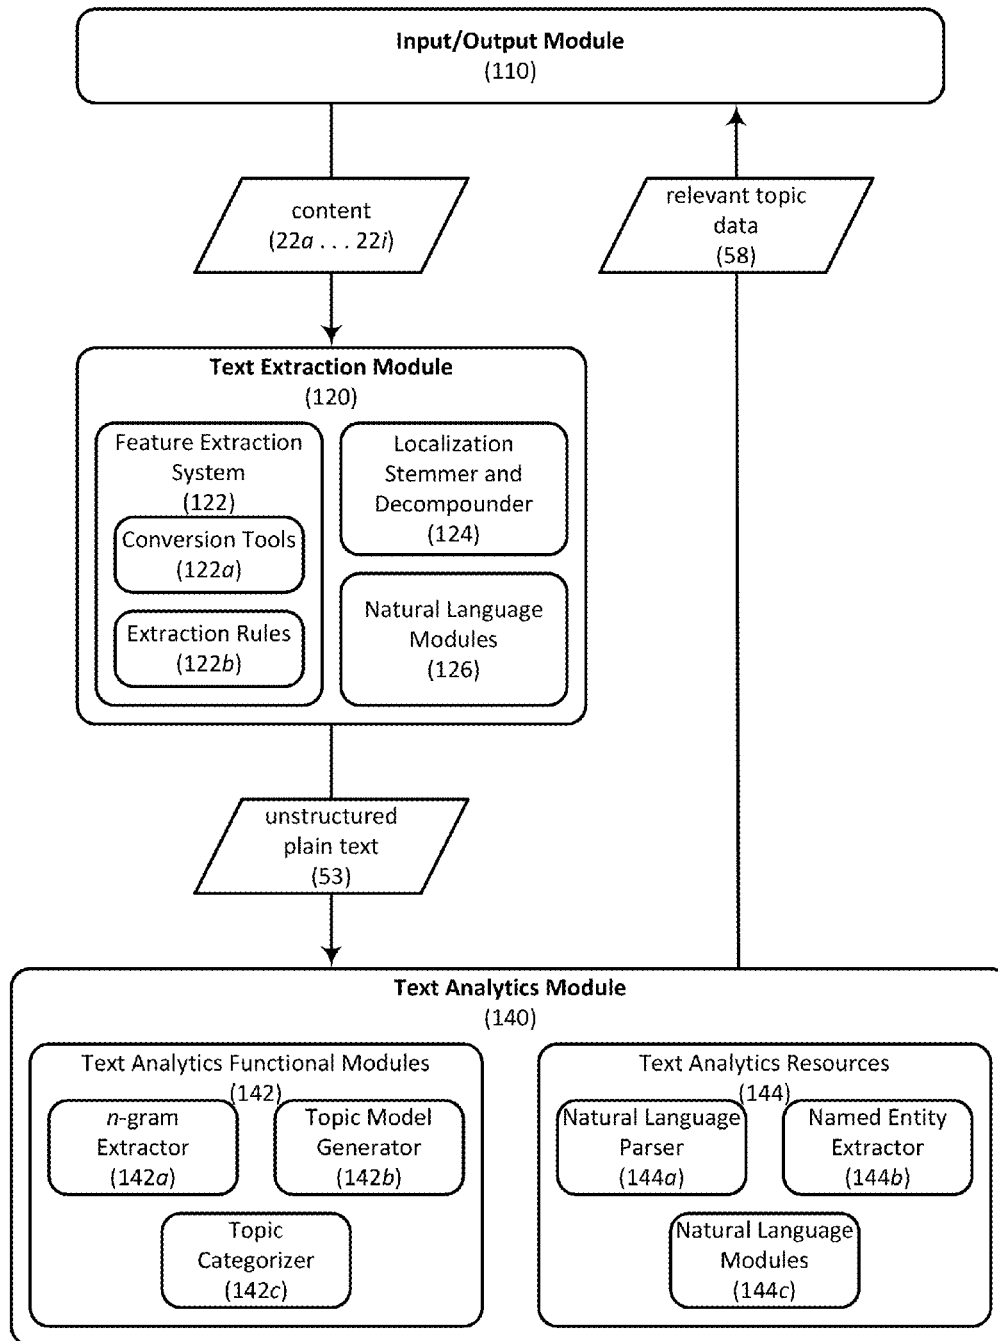 Input/Output Module
(110)
content
(22a . . . 22i)
relevant topic
data
(58)
Text Extraction Module
(120)
Feature Extraction
System
(122)
Conversion Tools
(122a)
Extraction Rules
(122b)
Localization
Stemmer and
Decompounder
(124)
Natural Language
Modules
(126)
unstructured
plain text
(53)
Text Analytics Module
(140)
Text Analytics Functional Modules
(142)
n-gram
Extractor
(142a)
Topic Model
Generator
(142b)
Topic
Categorizer
(142c)
Text Analytics Resources
(144)
Natural Language
Parser
(144a)
Named Entity
Extractor
(144b)
Natural Language
Modules
(144c)